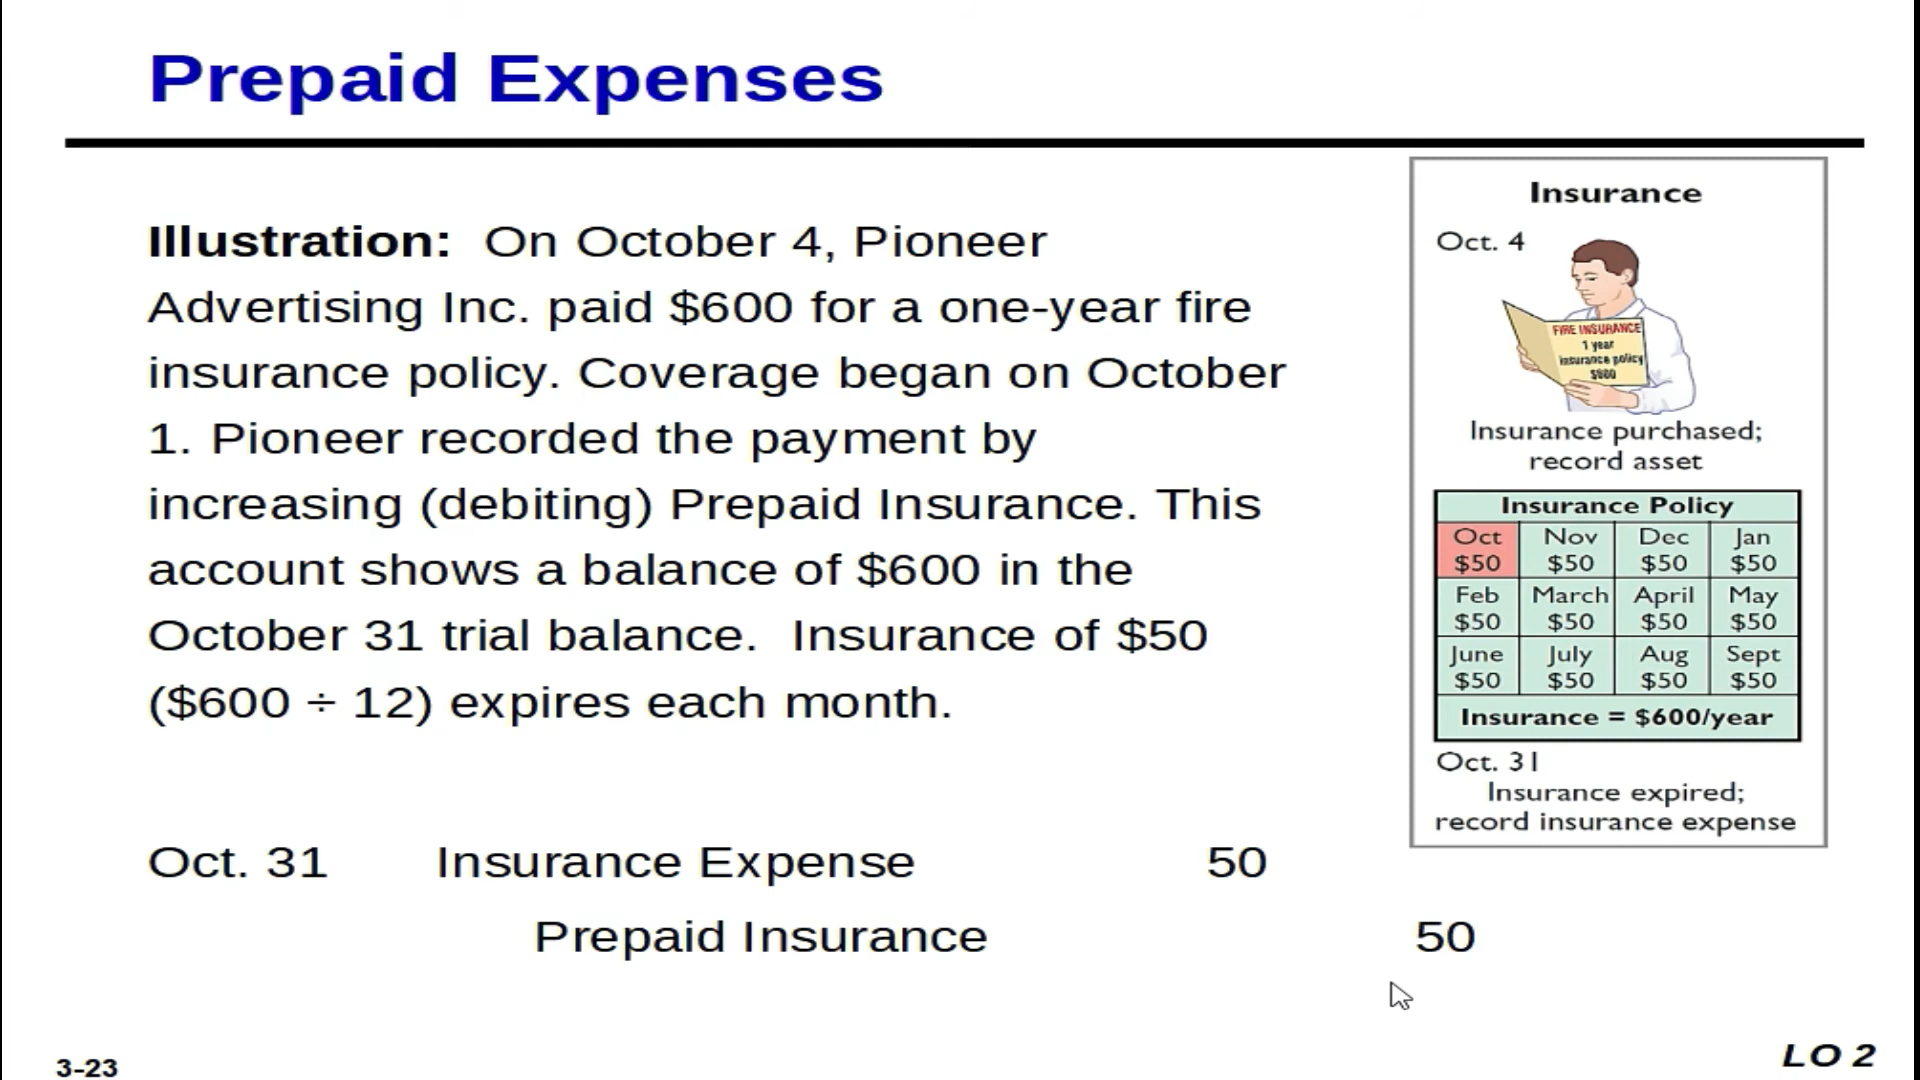 Prepaid Expenses
Illustration: On October 4, Pioneer
Advertising Inc. paid $600 for a one-year fire
insurance policy. Coverage began on October
1. Pioneer recorded the payment by
increasing (debiting) Prepaid Insurance. This
account shows a balance of $600 in the
October 31 trial balance. Insurance of $50
($600 ÷ 12) expires each month.
Oct. 31 Insurance Expense 50
Prepaid Insurance 50
Insurance
Oct. 4
FIRE INSURANCE
1 year
insurance policy
$600
Insurance purchased;
record asset
Insurance Policy
Oct Nov Dec Jan
$50 $50 $50 $50
Feb March April May
$50 $50 $50 $50
June July Aug Sept
$50 $50 $50 $50
Insurance = $600/year
Oct. 31
Insurance expired;
record insurance expense
3-23
LO 2